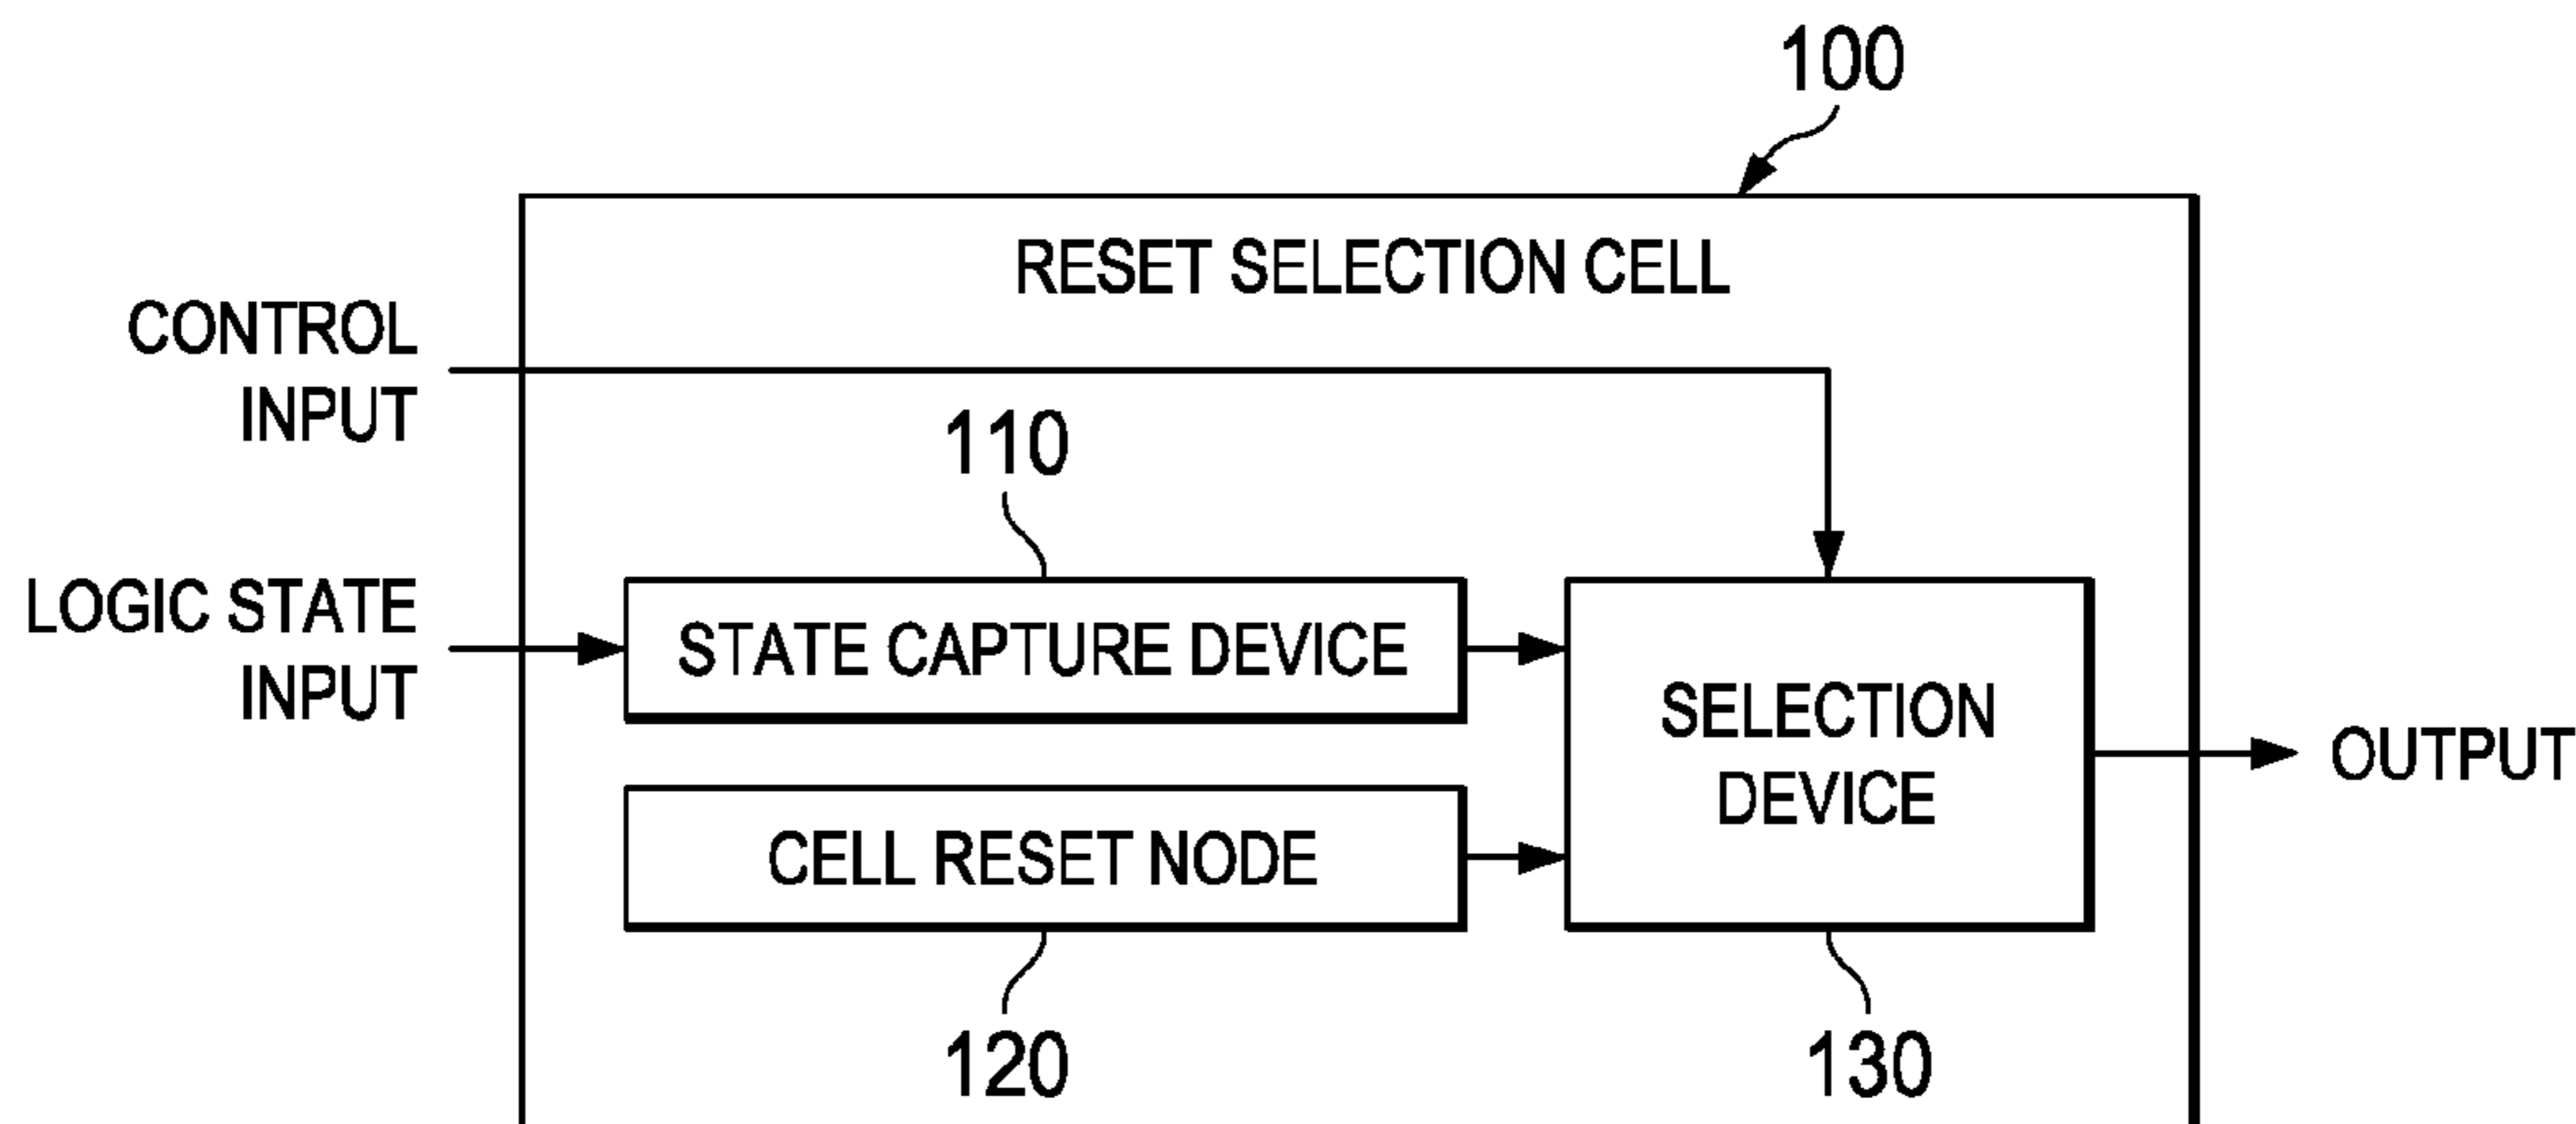 100
RESET SELECTION CELL
CONTROL
INPUT
110
LOGIC STATE
INPUT
STATE CAPTURE DEVICE
SELECTION
DEVICE
OUTPUT
CELL RESET NODE
120
130